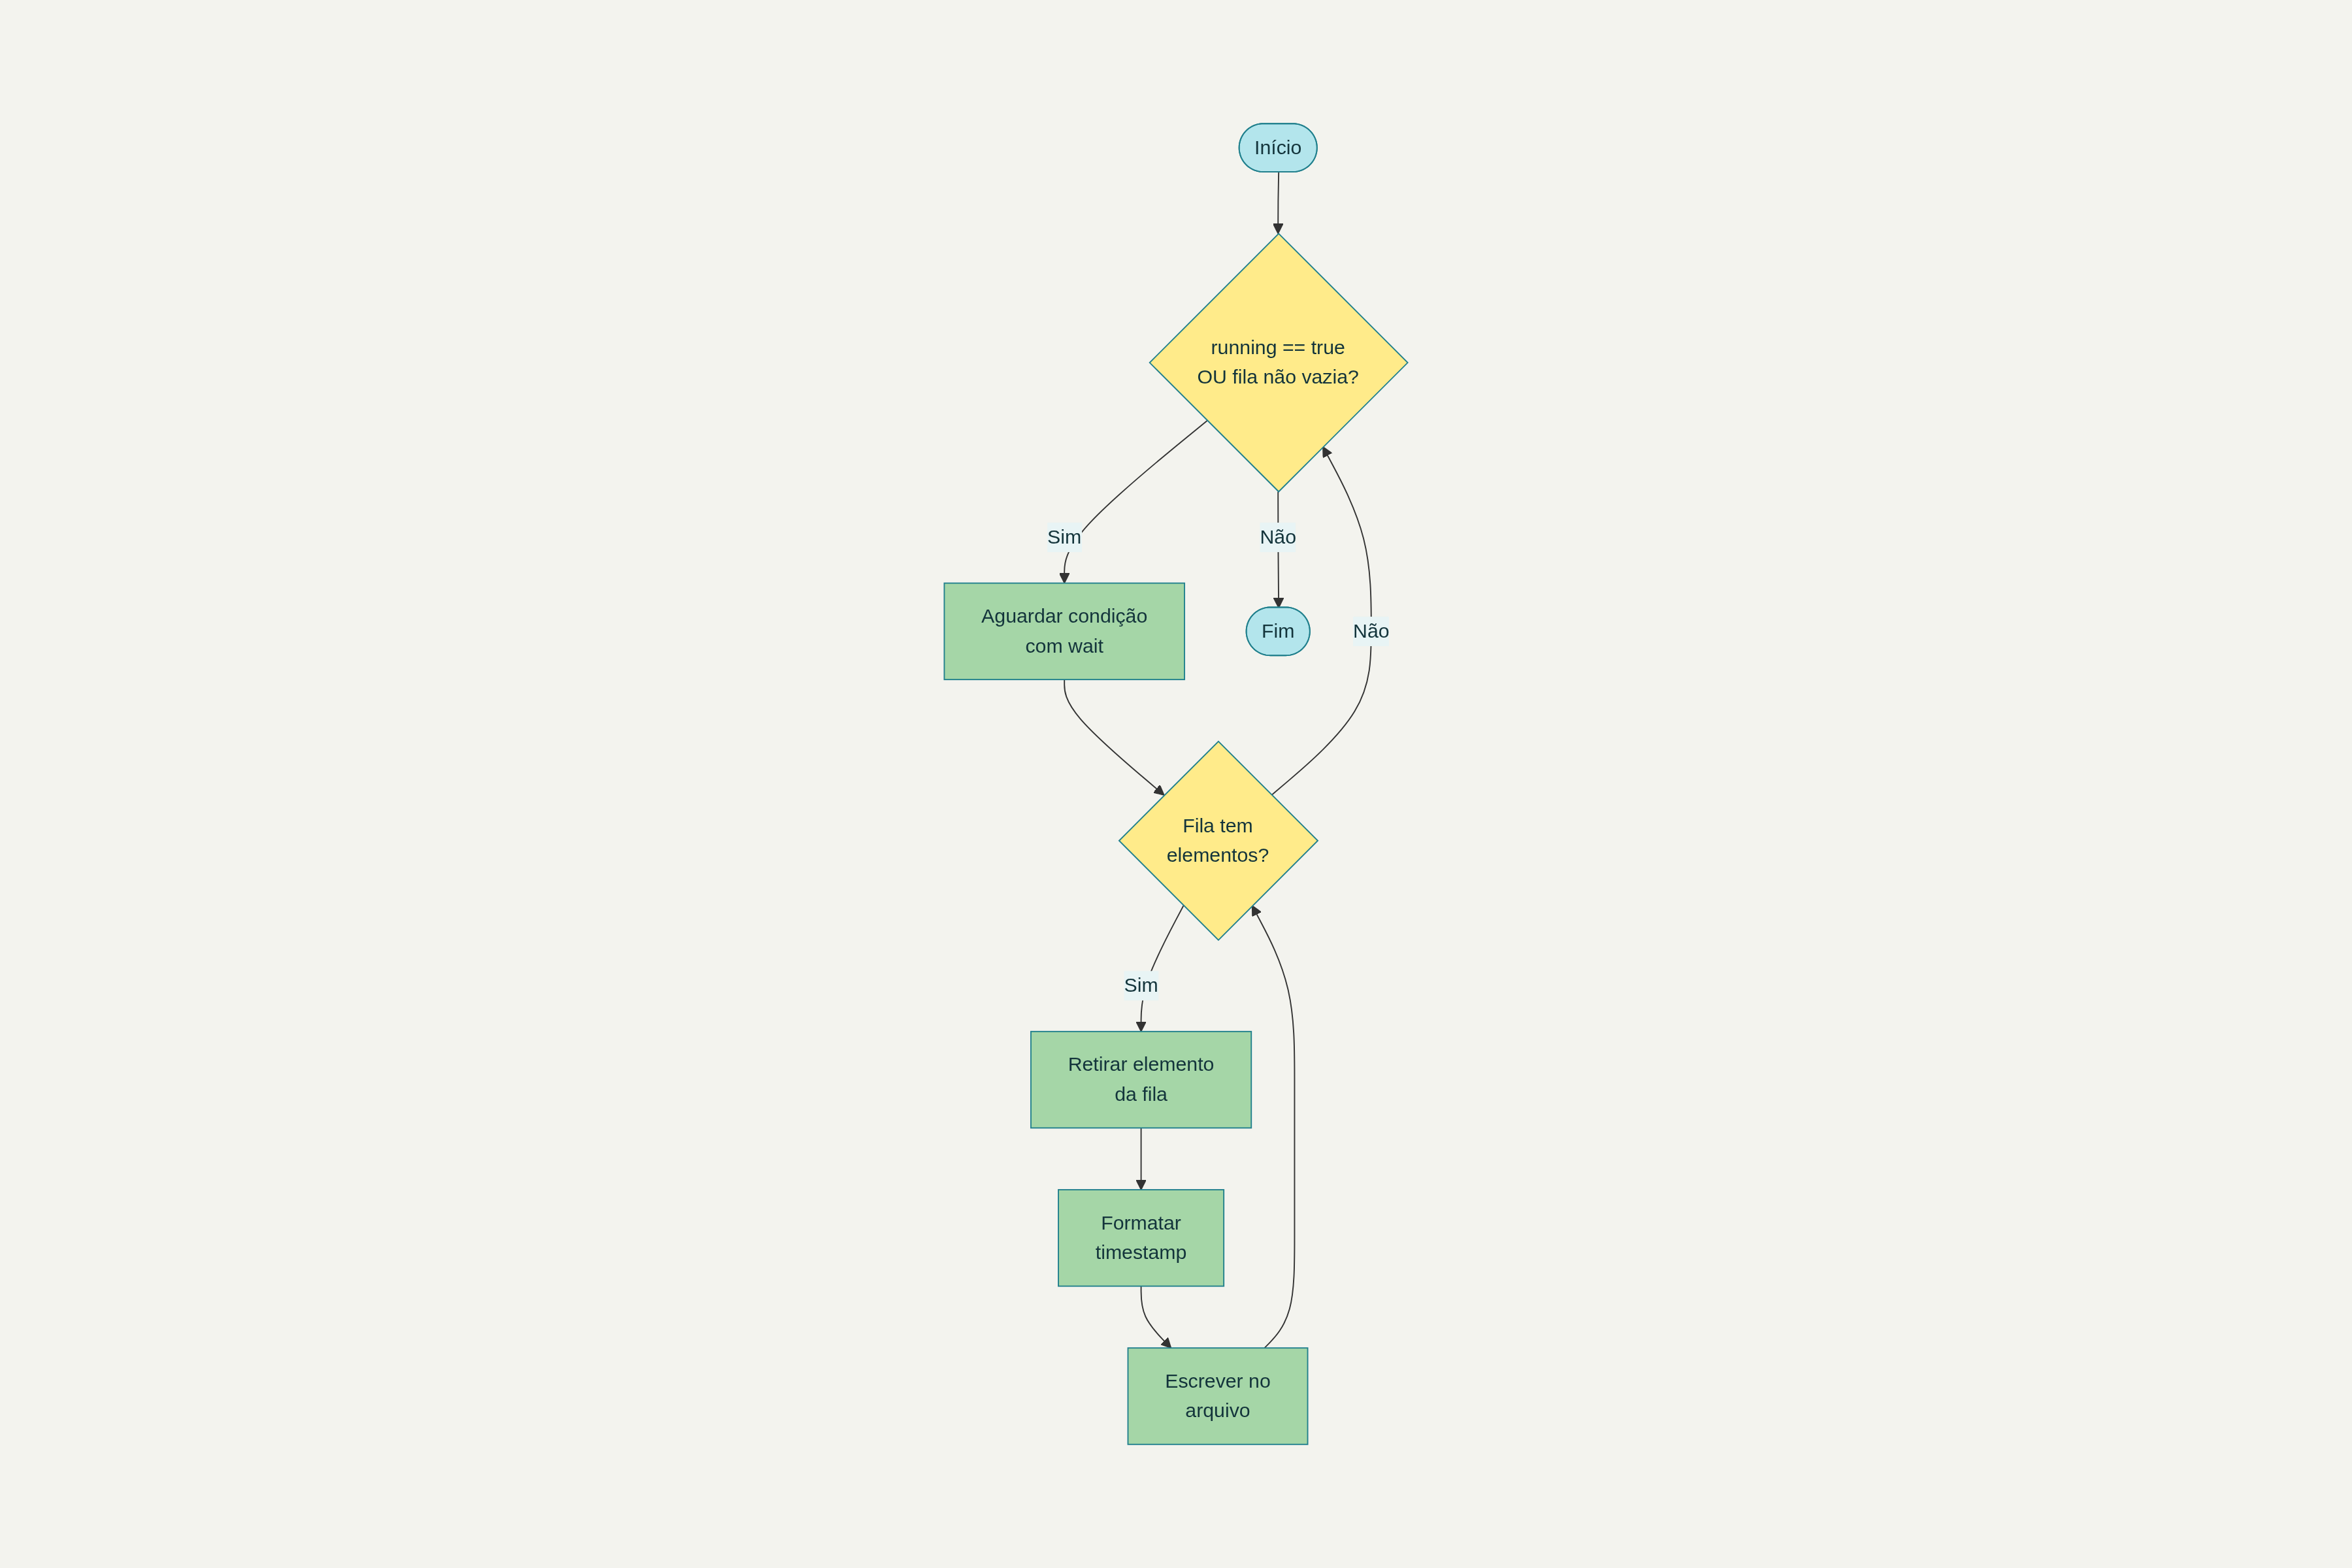 Início
running == true
OU fila não vazia?
Sim
Não
Aguardar condição
com wait
Fim
Não
Fila tem
elementos?
Sim
Retirar elemento
da fila
Formatar
timestamp
Escrever no
arquivo